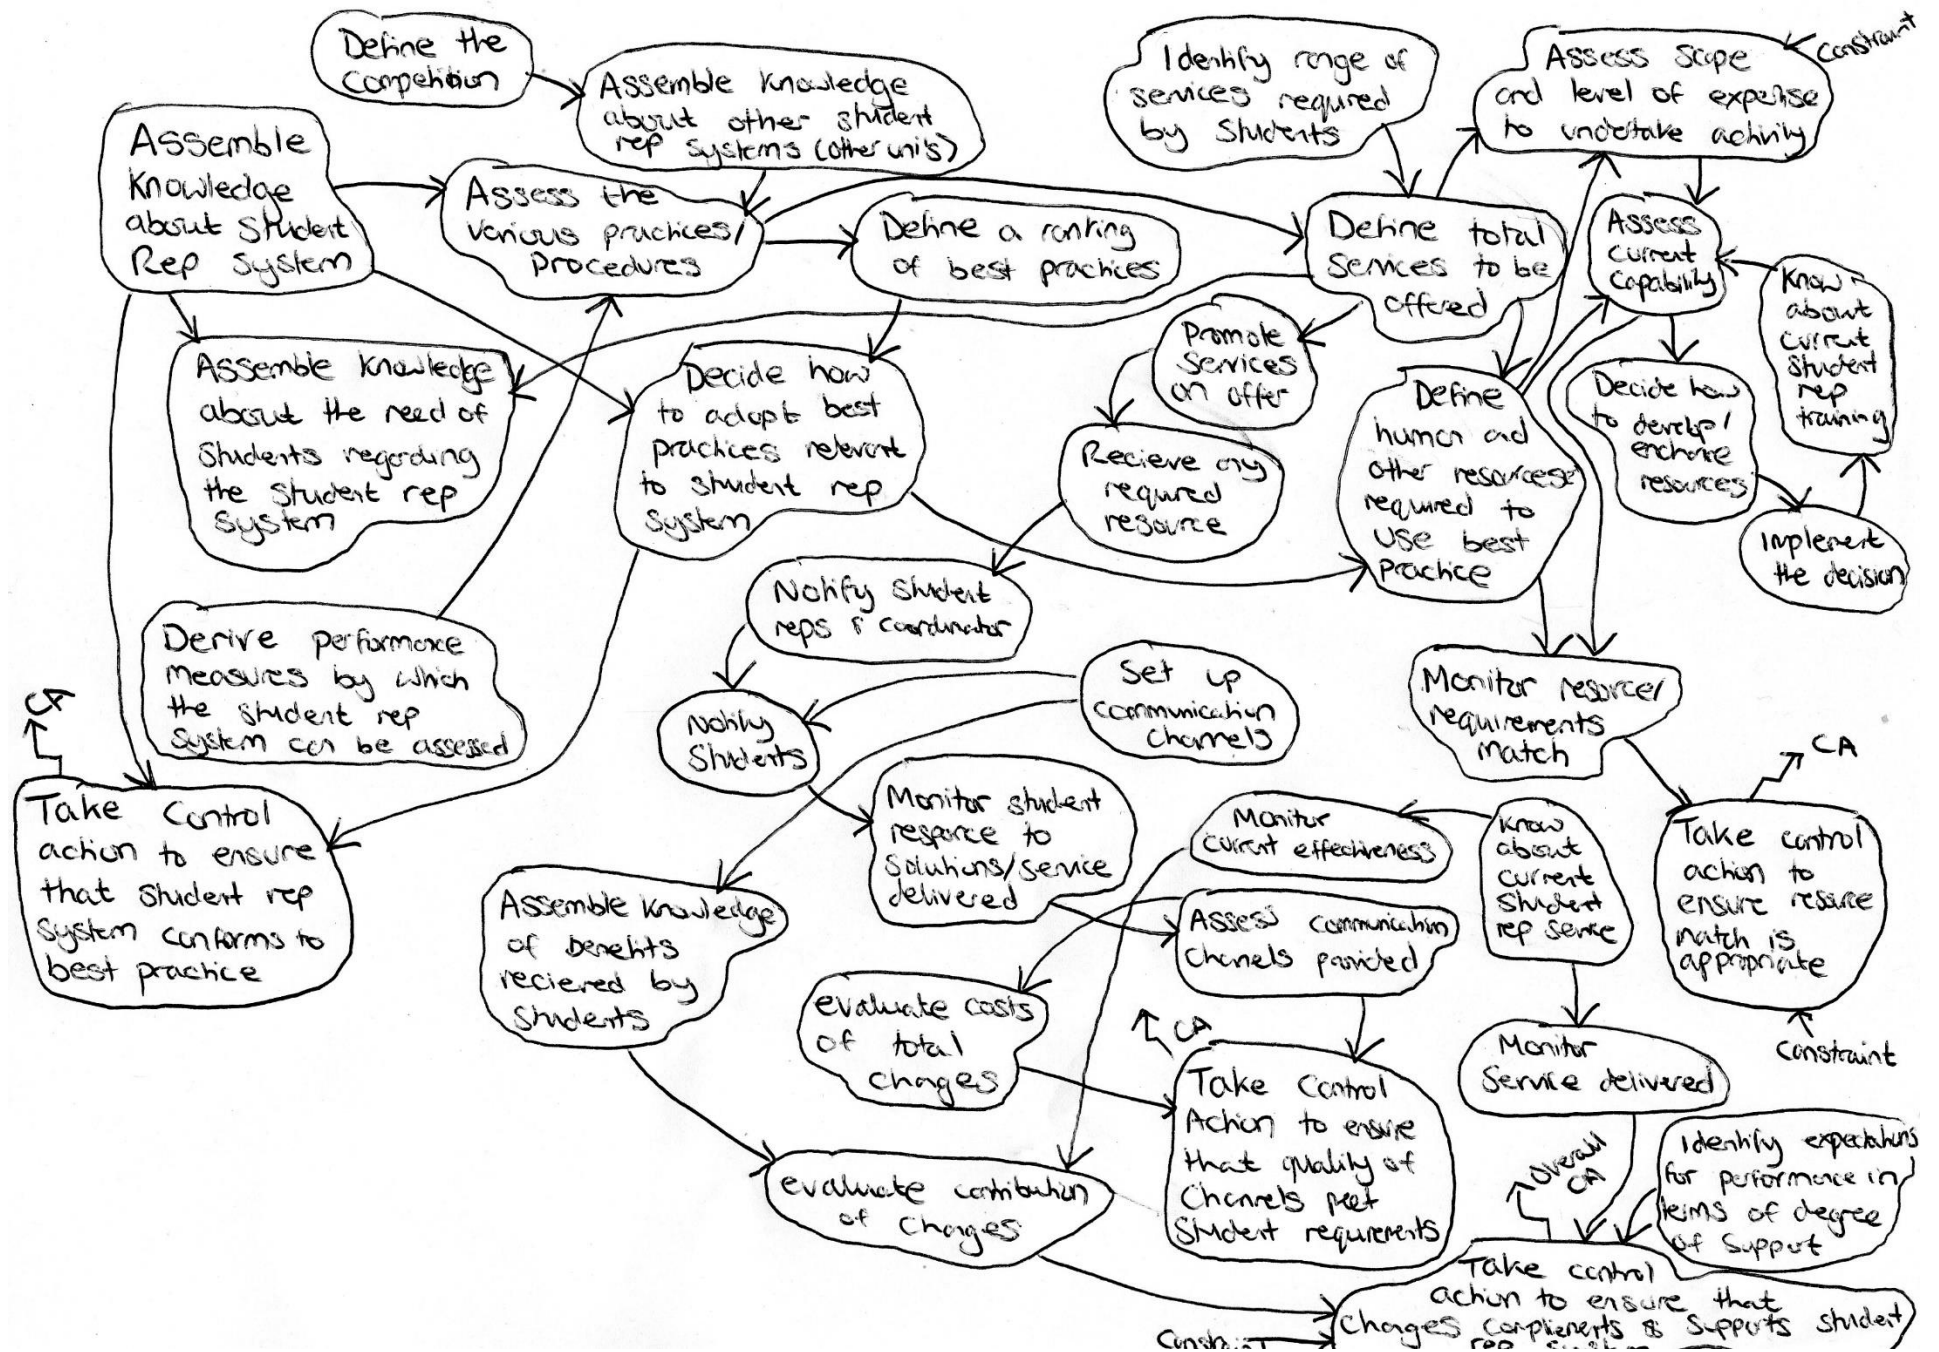 Define the
Competition
Assemble Knowledge
about other student
rep systems (other units)
Identify range of
services required
by Students
Assess scope
and level of expertise
to undertake activity
Constraint
Assemble
Knowledge
about Student
Rep System
Assess the
various practices/
Procedures
Define a ranking
of best practices
Define total
Services to be
offered
Assess
current
capability
Know
about
current
student
rep
training
Assemble Knowledge
about the need of
Students regarding
the Student rep
System
Decide how
to adopt best
practices relevant
to student rep
System
Promote
Services
on offer
Recieve any
required
resource
Define
human and
other resources
required to
use best
practice
Decide how
to develop/
enchance
resources
Implement
the decision
Derive performance
measures by which
the student rep
System can be assessed
Notify student
reps & coordinator
Notify
Students
Set up
communication
channels
Monitor resorce/
requirements
match
CA
Take Control
action to ensure
that student rep
system conforms to
best practice
CA
Monitor student
responce to
solutions/service
delivered
Monitor
current effectiveness
Know
about
current
student
rep
Take control
action to
ensure
match is
appropriate
Constraint
Assemble Knowledge
of benefits
recieved by
Students
Assess communication
Channels provided
evaluate costs
of total
changes
CA
Take Control
Action to ensure
that quality of
Channels meet
Student requirements
Monitor
Service delivered
evaluate contribution
of Changes
Overall
CA
Identify expectations
for performance in
terms of degree
of Support
Take control
action to ensure that
Changes complements & Supports student
rep
Constraint